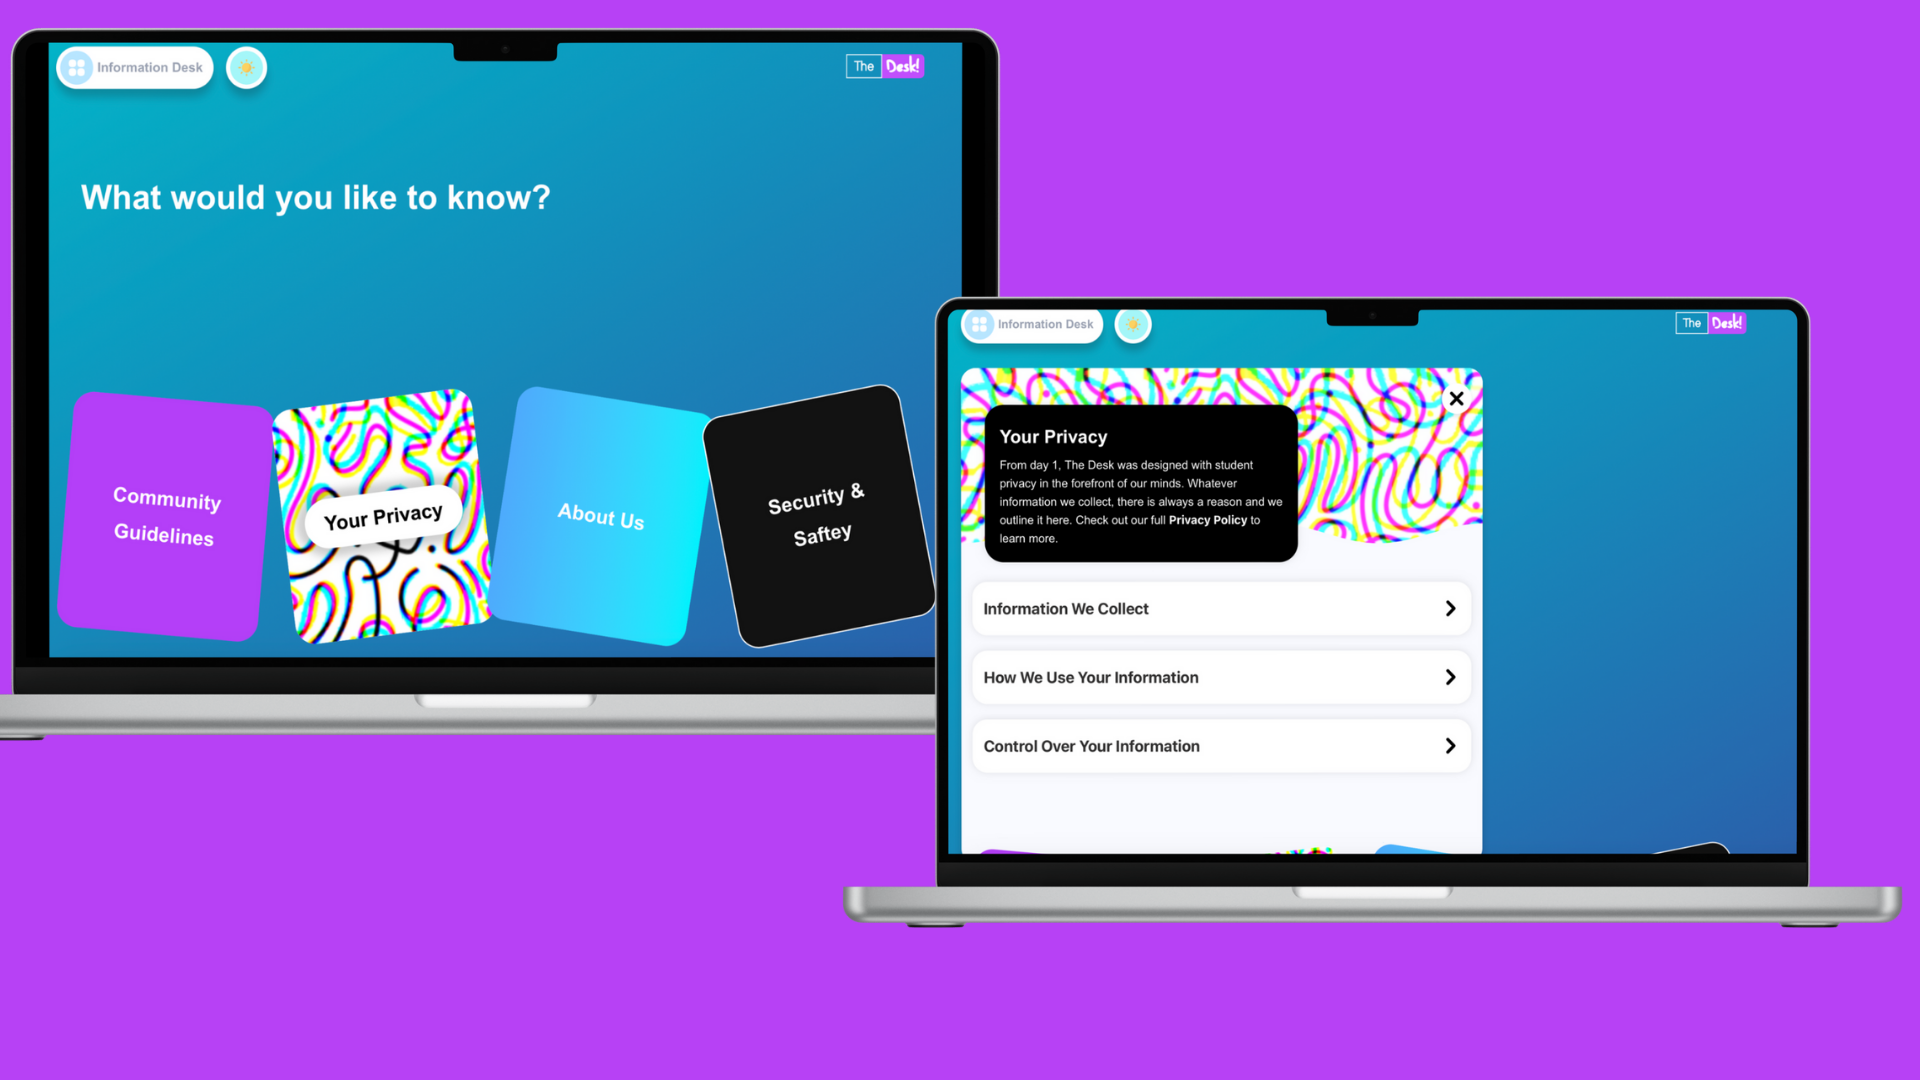 Information Desk
The Desk!
What would you like to know?
Community
Guidelines
Your Privacy
About Us
Security &
Saftey
Information Desk
The Desk!
Your Privacy
From day 1, The Desk was designed with student
privacy in the forefront of our minds. Whatever
information we collect, there is always a reason and we
outline it here. Check out our full Privacy Policy to
learn more.
Information We Collect
How We Use Your Information
Control Over Your Information